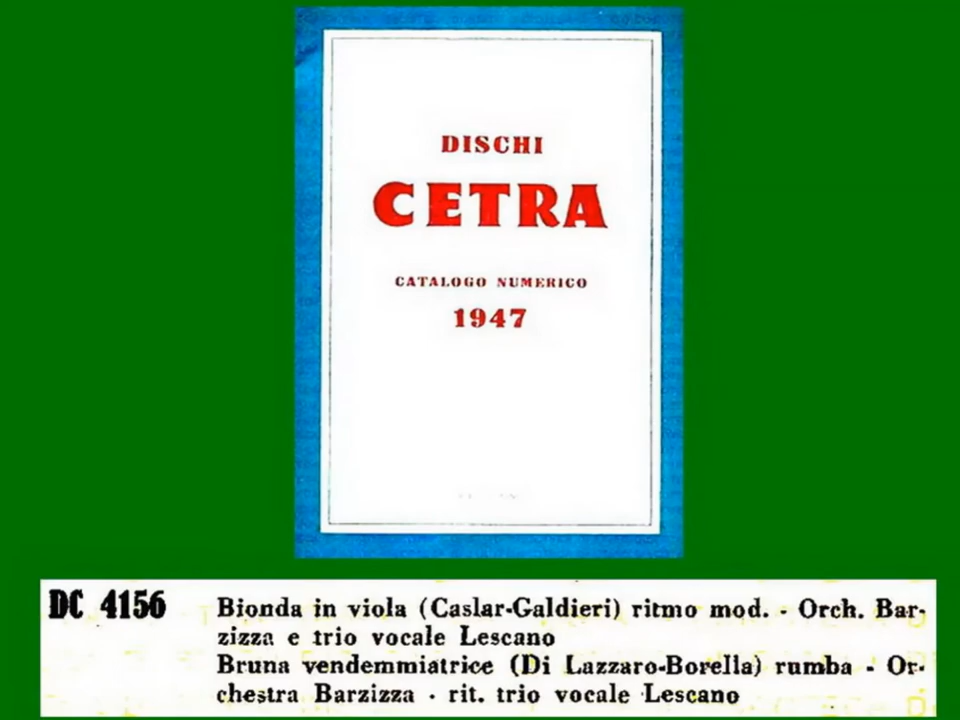 DISCHI
CETRA
CATALOGO NUMERICO
1947
DC 4156 Bionda in viola (Caslar-Galdieri) ritmo mod. - Orch. Bar-
zizza e trio vocale Lescano
Bruna vendemmiatrice (Di Lazzaro-Borella) rumba - Or-
chestra Barzizza - rit. trio vocale Lescano